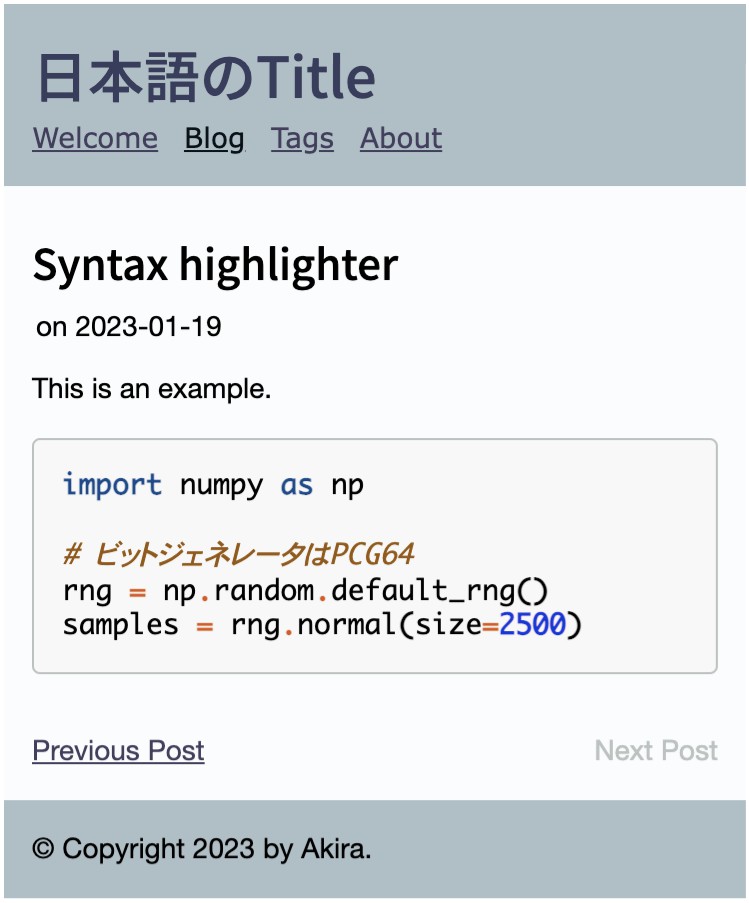 日本語のTitle
Welcome Blog Tags About
Syntax highlighter
on 2023-01-19
This is an example.
import numpy as np
# ビットジェネレータはPCG64
rng = np.random.default_rng()
samples = rng.normal(size=2500)
Previous Post Next Post
© Copyright 2023 by Akira.